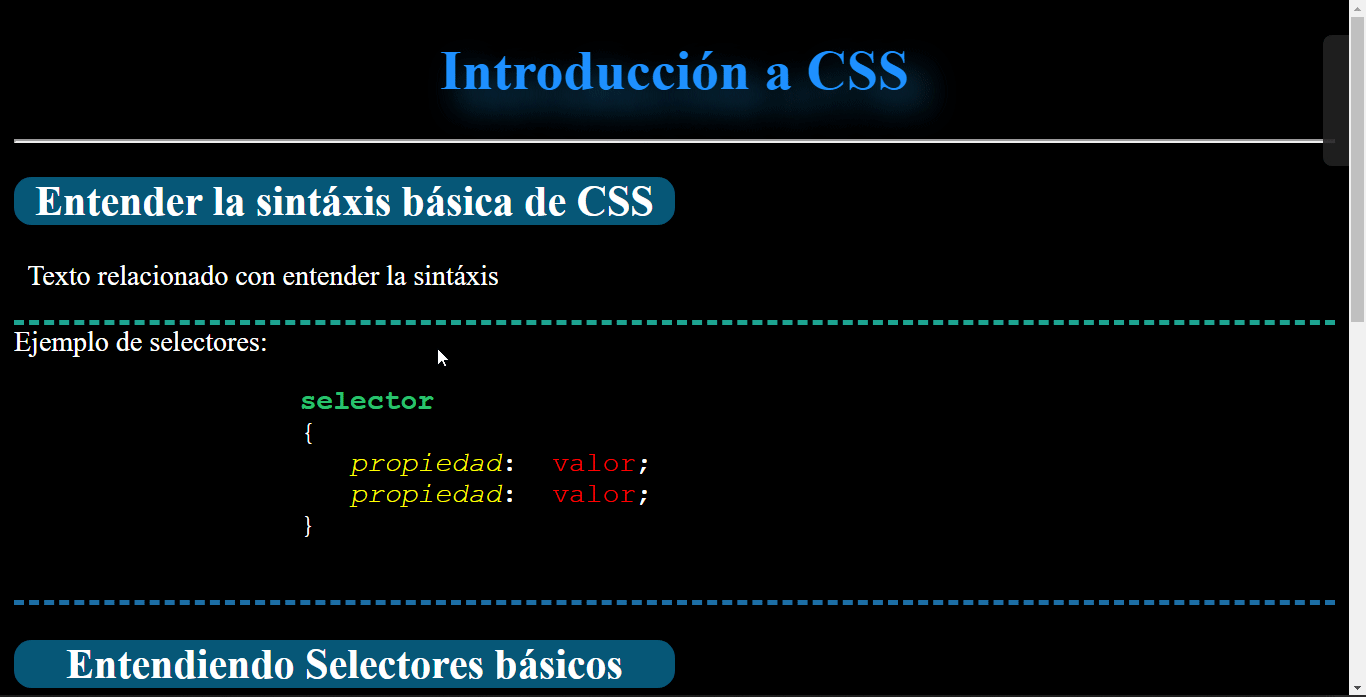 Introducción a CSS
Entender la sintáxis básica de CSS
Texto relacionado con entender la sintáxis
Ejemplo de selectores:
selector
{
propiedad: valor;
propiedad: valor;
}
Entendiendo Selectores básicos